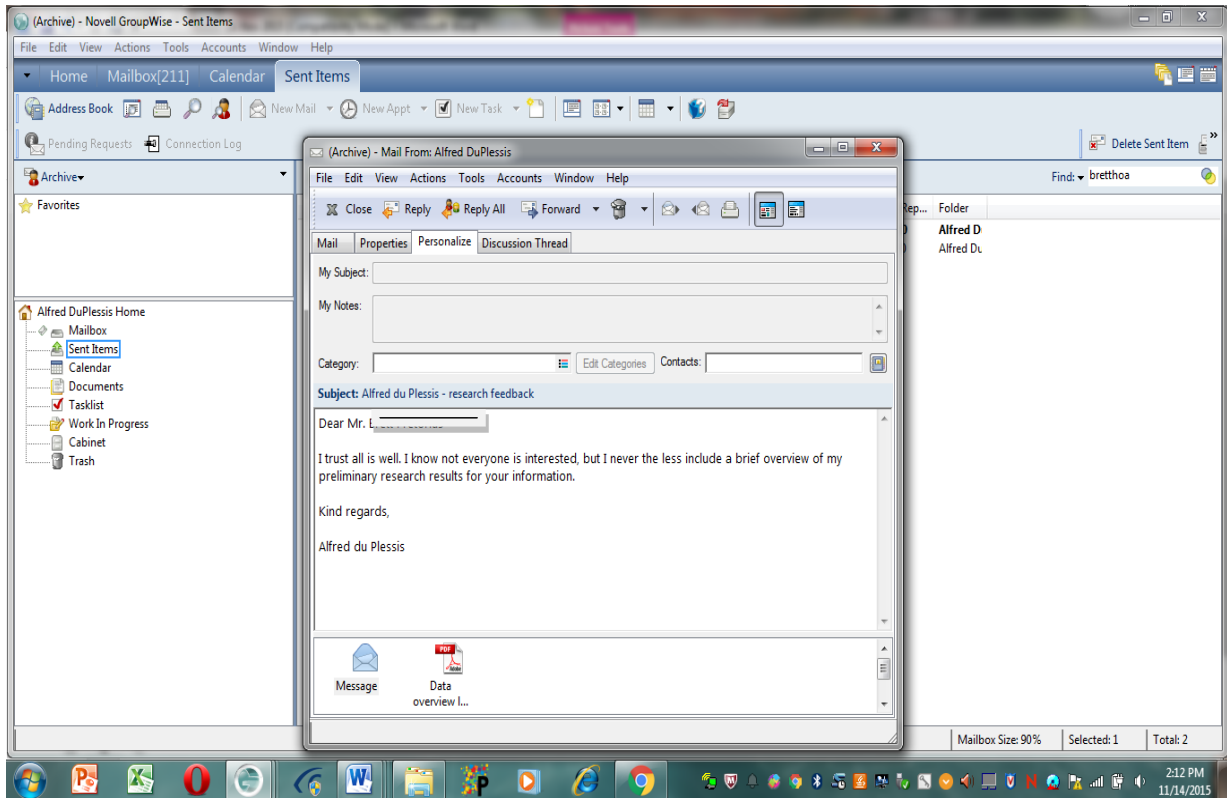 (Archive) - Novell GroupWise - Sent Items
File Edit View Actions Tools Accounts Window Help
Home Mailbox[211] Calendar Sent Items
Address Book New Mail New Appt New Task
Pending Requests Connection Log
Delete Sent Item »
Archive
Find: bretthoa
Favorites
Rep... Folder
Alfred D
Alfred Du
Alfred DuPlessis Home
Mailbox
Sent Items
Calendar
Documents
Tasklist
Work In Progress
Cabinet
Trash
(Archive) - Mail From: Alfred DuPlessis
File Edit View Actions Tools Accounts Window Help
Close Reply Reply All Forward
Mail Properties Personalize Discussion Thread
My Subject:
My Notes:
Category: Edit Categories Contacts:
Subject: Alfred du Plessis - research feedback
Dear Mr.
I trust all is well. I know not everyone is interested, but I never the less include a brief overview of my
preliminary research results for your information.
Kind regards,
Alfred du Plessis
PDF
Adobe
Message Data
overview I...
Mailbox Size: 90% Selected: 1 Total: 2
2:12 PM
11/14/2015